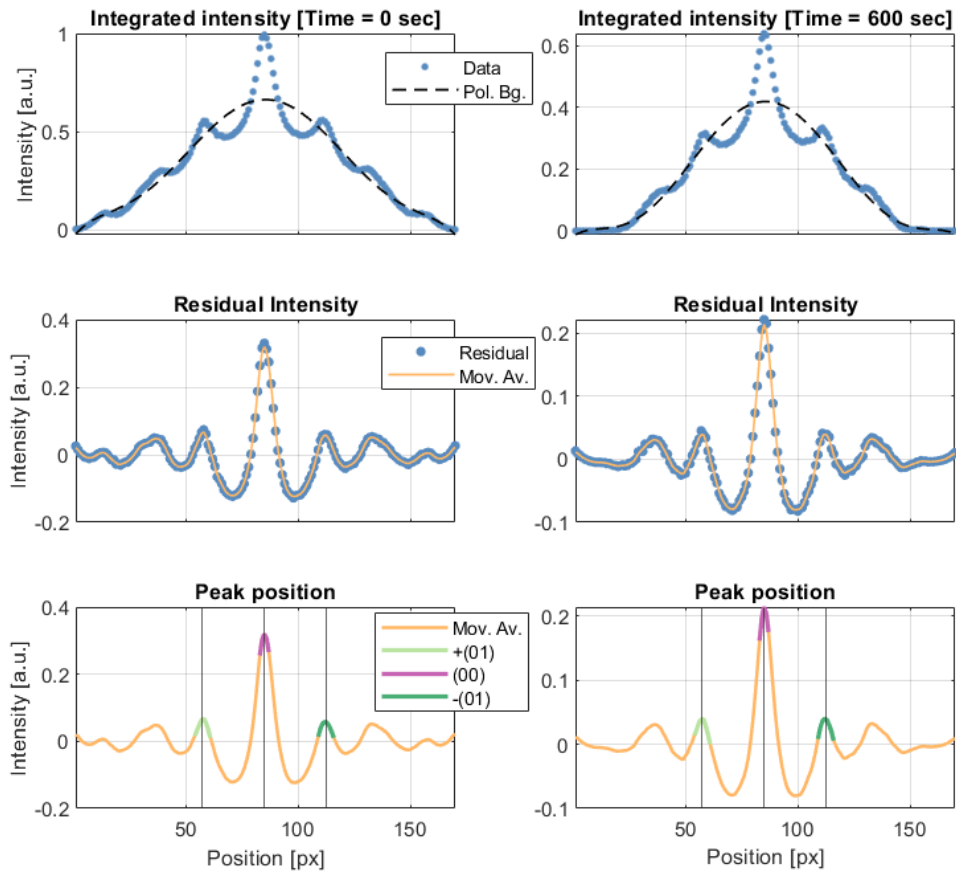 Integrated intensity [Time = 0 sec]
Integrated intensity [Time = 600 sec]
Intensity [a.u.]
1
0.5
0
Data
Pol. Bg.
0.6
0.4
0.2
0
Residual Intensity
Residual Intensity
Intensity [a.u.]
0.4
0.2
0
-0.2
Residual
Mov. Av.
0.2
0.1
0
-0.1
Peak position
Peak position
Intensity [a.u.]
0.4
0.2
0
-0.2
Mov. Av.
+(01)
(00)
-(01)
0.2
0.1
0
-0.1
50 100 150
50 100 150
Position [px]
Position [px]